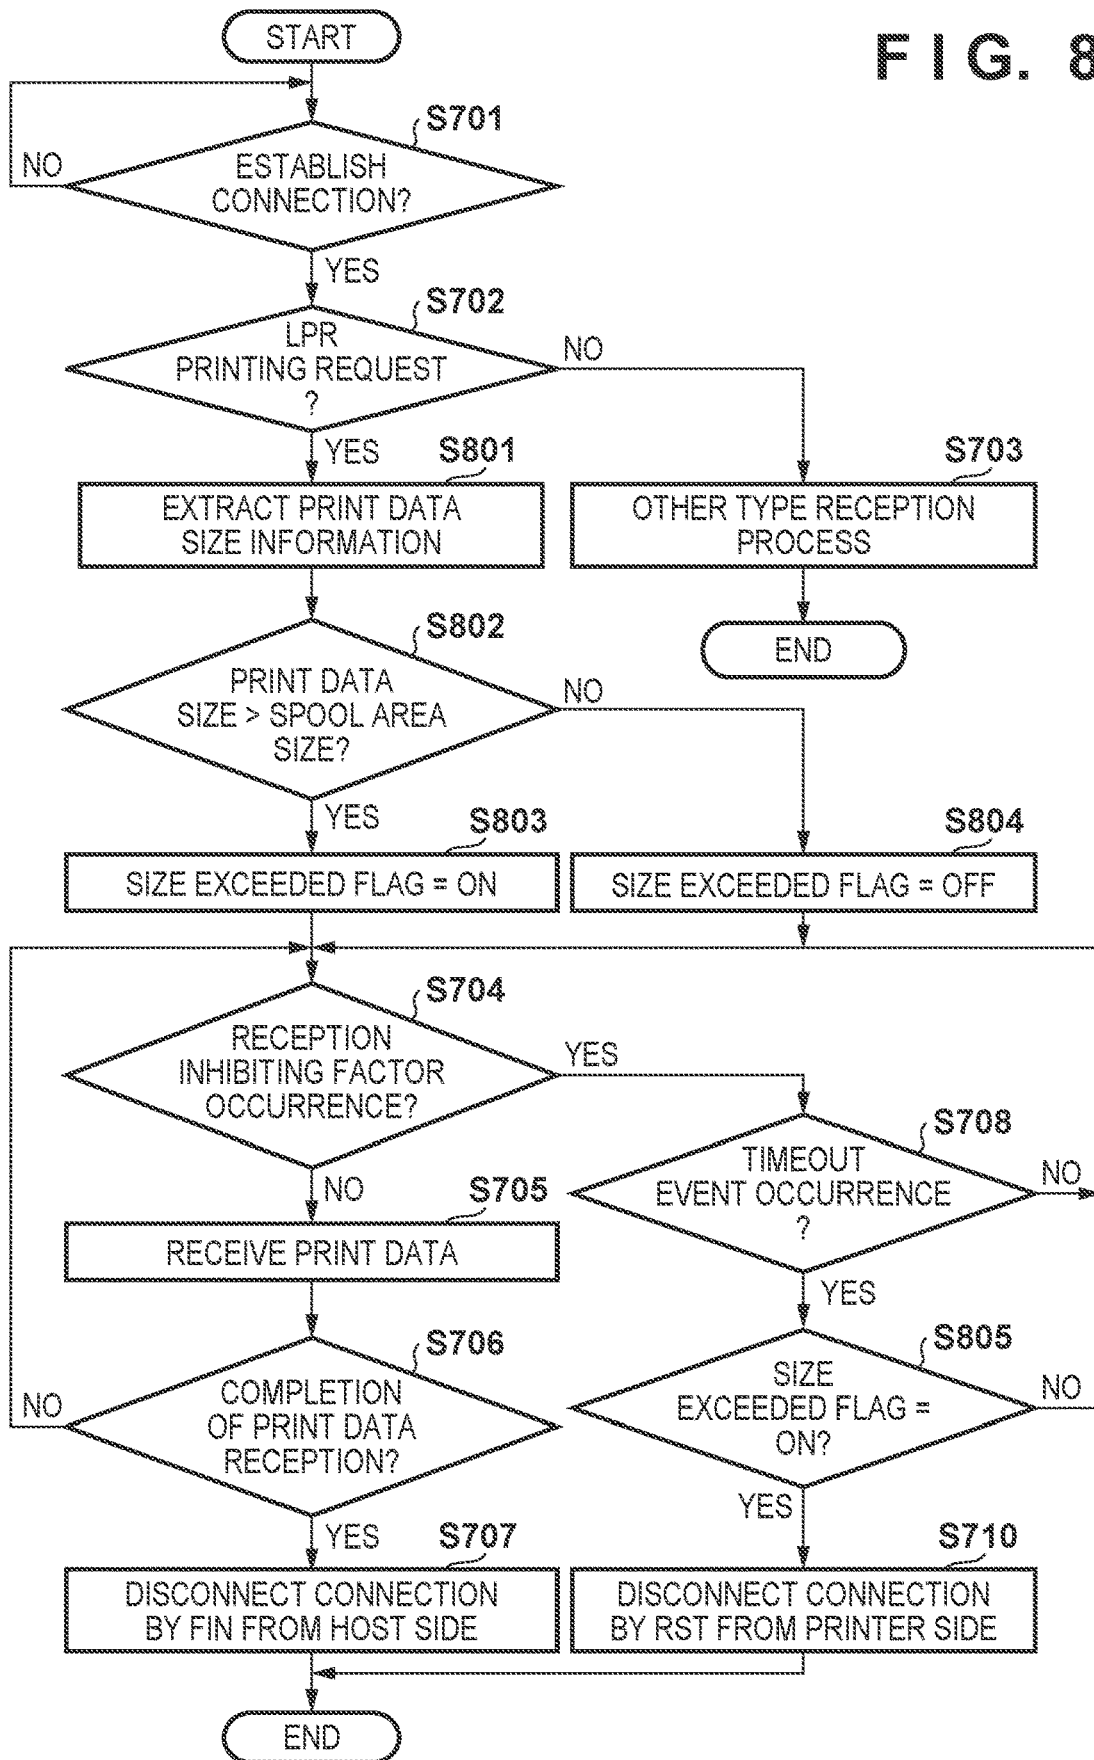 START
F I G. 8
S701
NO
ESTABLISH
CONNECTION?
YES
S702
LPR
PRINTING REQUEST
?
NO
YES
S801
S703
EXTRACT PRINT DATA
SIZE INFORMATION
OTHER TYPE RECEPTION
PROCESS
S802
END
PRINT DATA
SIZE > SPOOL AREA
SIZE?
NO
YES
S803
S804
SIZE EXCEEDED FLAG = ON
SIZE EXCEEDED FLAG = OFF
S704
RECEPTION
INHIBITING FACTOR
OCCURRENCE?
YES
S708
NO
TIMEOUT
EVENT OCCURRENCE
?
NO
S705
RECEIVE PRINT DATA
YES
S706
S805
NO
COMPLETION
OF PRINT DATA
RECEPTION?
SIZE
EXCEEDED FLAG =
ON?
NO
YES
YES
S707
S710
DISCONNECT CONNECTION
BY FIN FROM HOST SIDE
DISCONNECT CONNECTION
BY RST FROM PRINTER SIDE
END